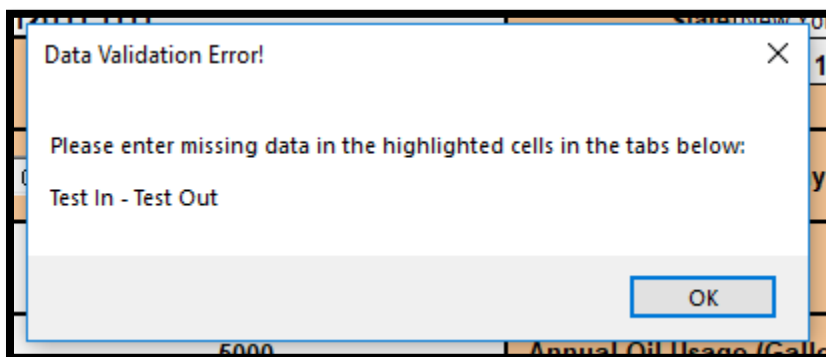 Data Validation Error!
1
Please enter missing data in the highlighted cells in the tabs below:
y
Test In - Test Out
OK
5000
Annual Oil Usage (Gallo